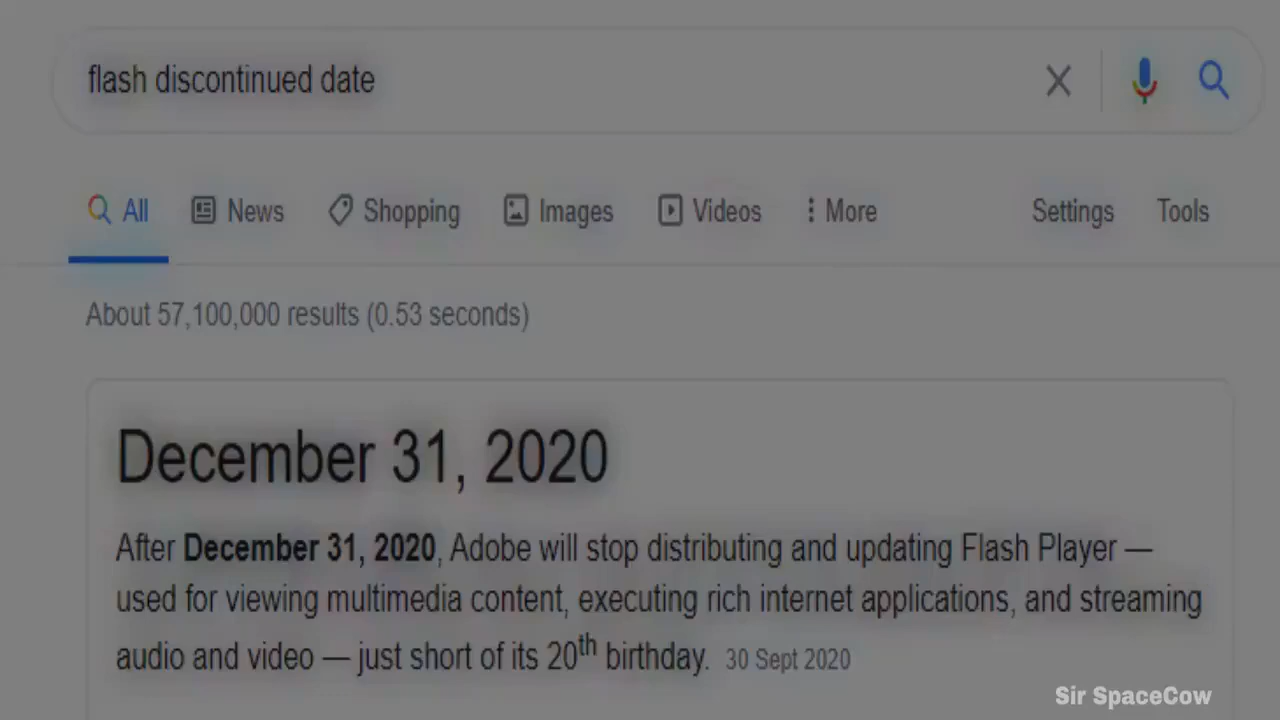 flash discontinued date
All News Shopping Images Videos More Settings Tools
About 57,100,000 results (0.53 seconds)
December 31, 2020
After December 31, 2020, Adobe will stop distributing and updating Flash Player —
used for viewing multimedia content, executing rich internet applications, and streaming
audio and video — just short of its 20th birthday. 30 Sept 2020
Sir SpaceCow